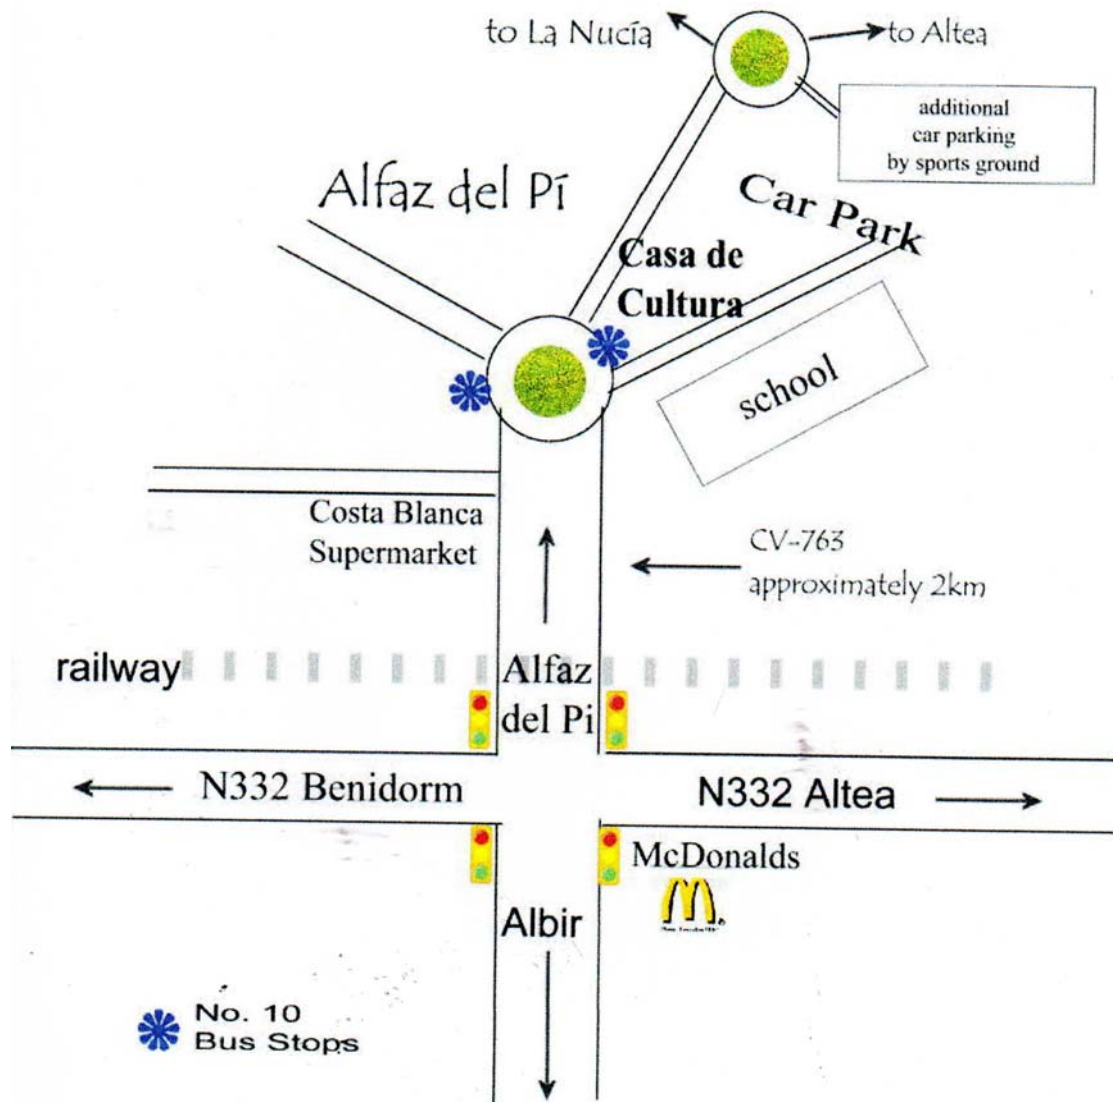 to La Nucía
to Altea
additional
car parking
by sports ground
Alfaz del Pí
Car Park
Casa de
Cultura
school
Costa Blanca
Supermarket
CV-763
approximately 2km
railway
Alfaz
del Pi
N332 Benidorm
N332 Altea
McDonalds
Albir
No. 10
Bus Stops